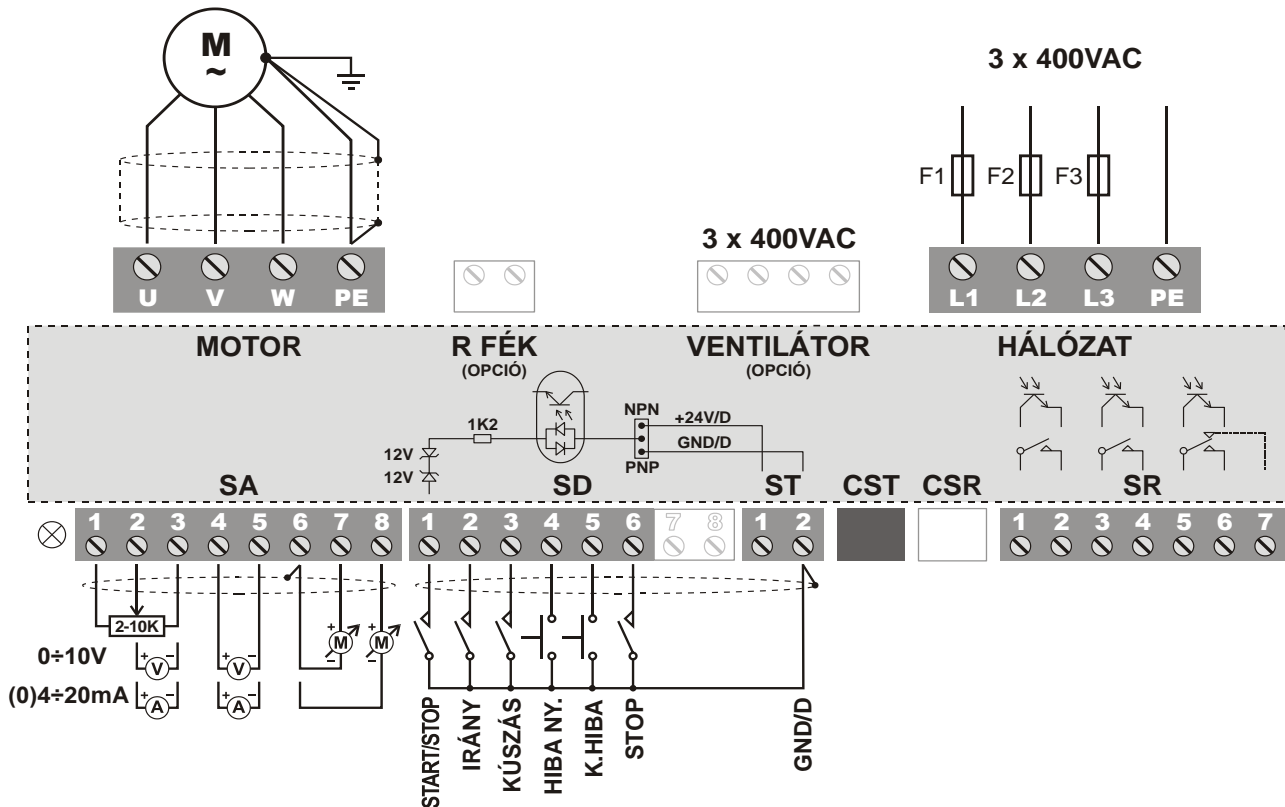 M
~
3 x 400VAC
F1 F2 F3
3 x 400VAC
U V W PE
L1 L2 L3 PE
MOTOR R FÉK VENTILÁTOR HÁLÓZAT
(OPCIÓ) (OPCIÓ)
NPN +24V/D
1K2
GND/D
12V
12V
PNP
SA SD ST CST CSR SR
1 2 3 4 5 6 7 8
1 2 3 4 5 6 7 8
1 2
1 2 3 4 5 6 7
2-10K
0÷10V
+ V −
+ V −
+ M −
+ M −
(0)4÷20mA
+ A −
+ A −
START/STOP
IRÁNY
KÚSZÁS
HIBA NY.
K.HIBA
STOP
GND/D